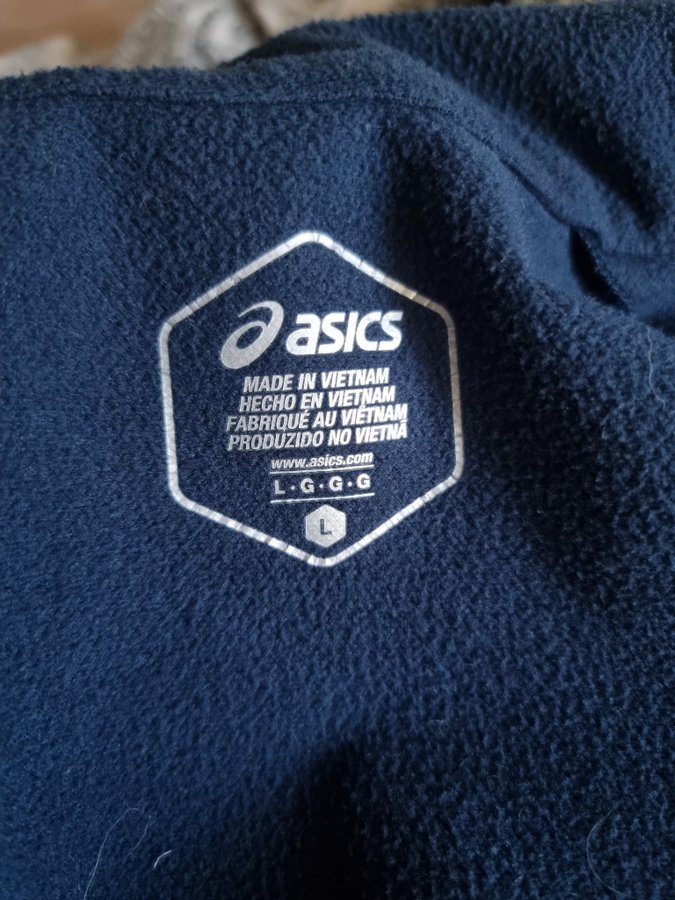 asics
MADE IN VIETNAM
HECHO EN VIETNAM
FABRIQUÉ AU VIÊTNAM
PRODUZIDO NO VIETNÃ
www.asics.com
L·G·G·G
L